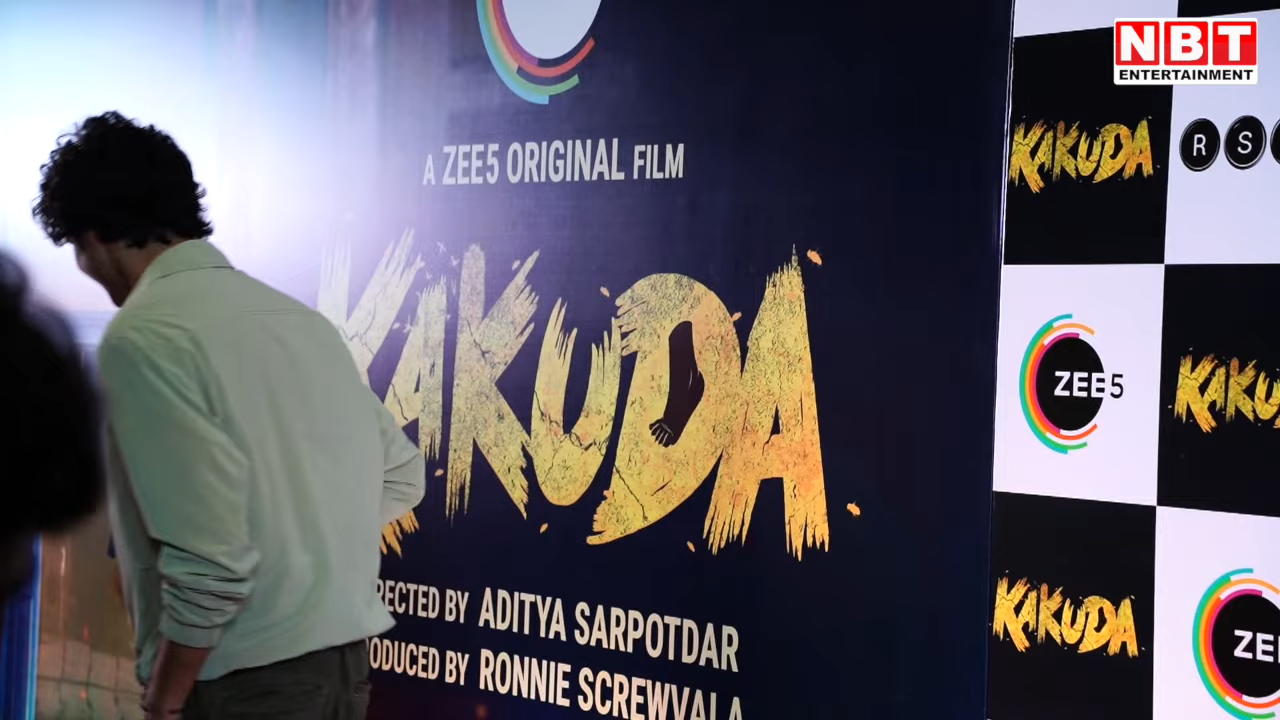 NBT
ENTERTAINMENT
A ZEE5 ORIGINAL FILM
KAKUDA
RECTED BY ADITYA SARPOTDAR
ODUCED BY RONNIE SCREWVALA
KAKUDA
R S
ZEE5
KAKU
KAKUDA
ZEE